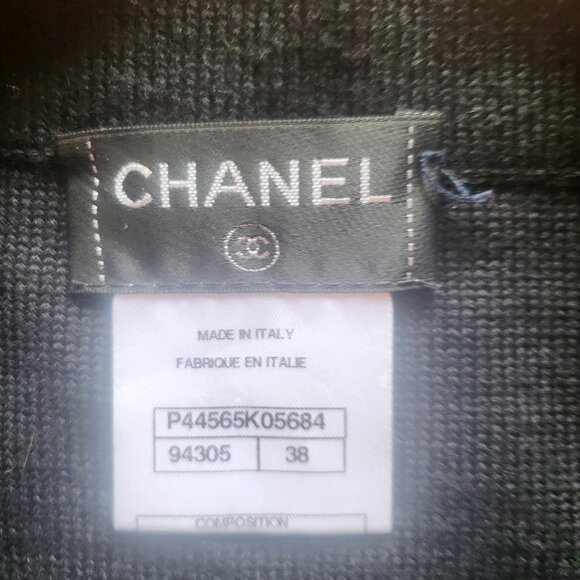 CHANEL
MADE IN ITALY
FABRIQUE EN ITALIE
P44565K05684
94305 38
COMPOSITION